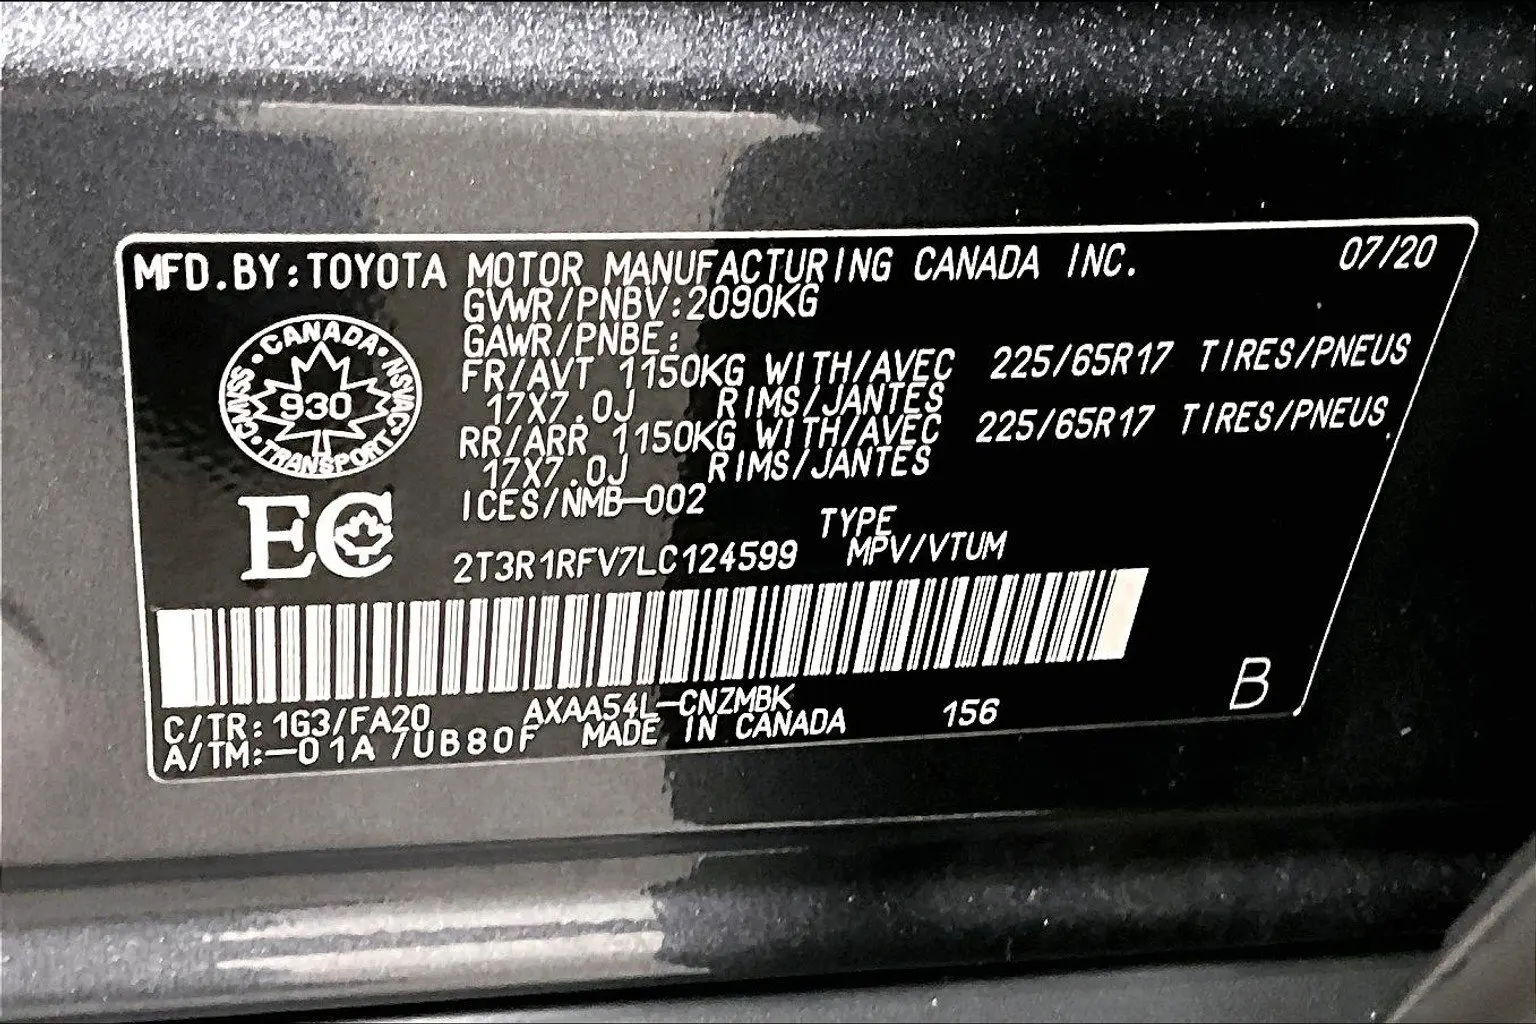 MFD.BY:TOYOTA MOTOR MANUFACTURING CANADA INC. 07/20
GVWR/PNBV:2090KG
GAWR/PNBE:
FR/AVT 1150KG WITH/AVEC 225/65R17 TIRES/PNEUS
17X7.0J RIMS/JANTES
RR/ARR 1150KG WITH/AVEC 225/65R17 TIRES/PNEUS,
17X7.0J RIMS/JANTES
ICES/NMB-002
CANADA · NSVAC · TRANSPORT · CMVSS ·
930
EC
TYPE
2T3R1RFV7LC124599 MPV/VTUM
C/TR: 1G3/FA20 AXAA54L-CNZMBK 156 B
A/TM:-01A 7UB80F MADE IN CANADA